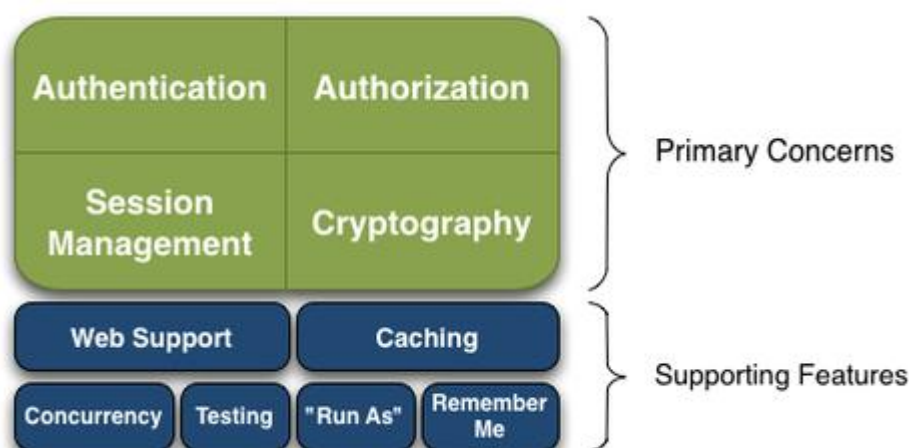 Authentication
Authorization
Primary Concerns
Session
Management
Cryptography
Web Support
Caching
Supporting Features
Concurrency
Testing
"Run As"
Remember
Me